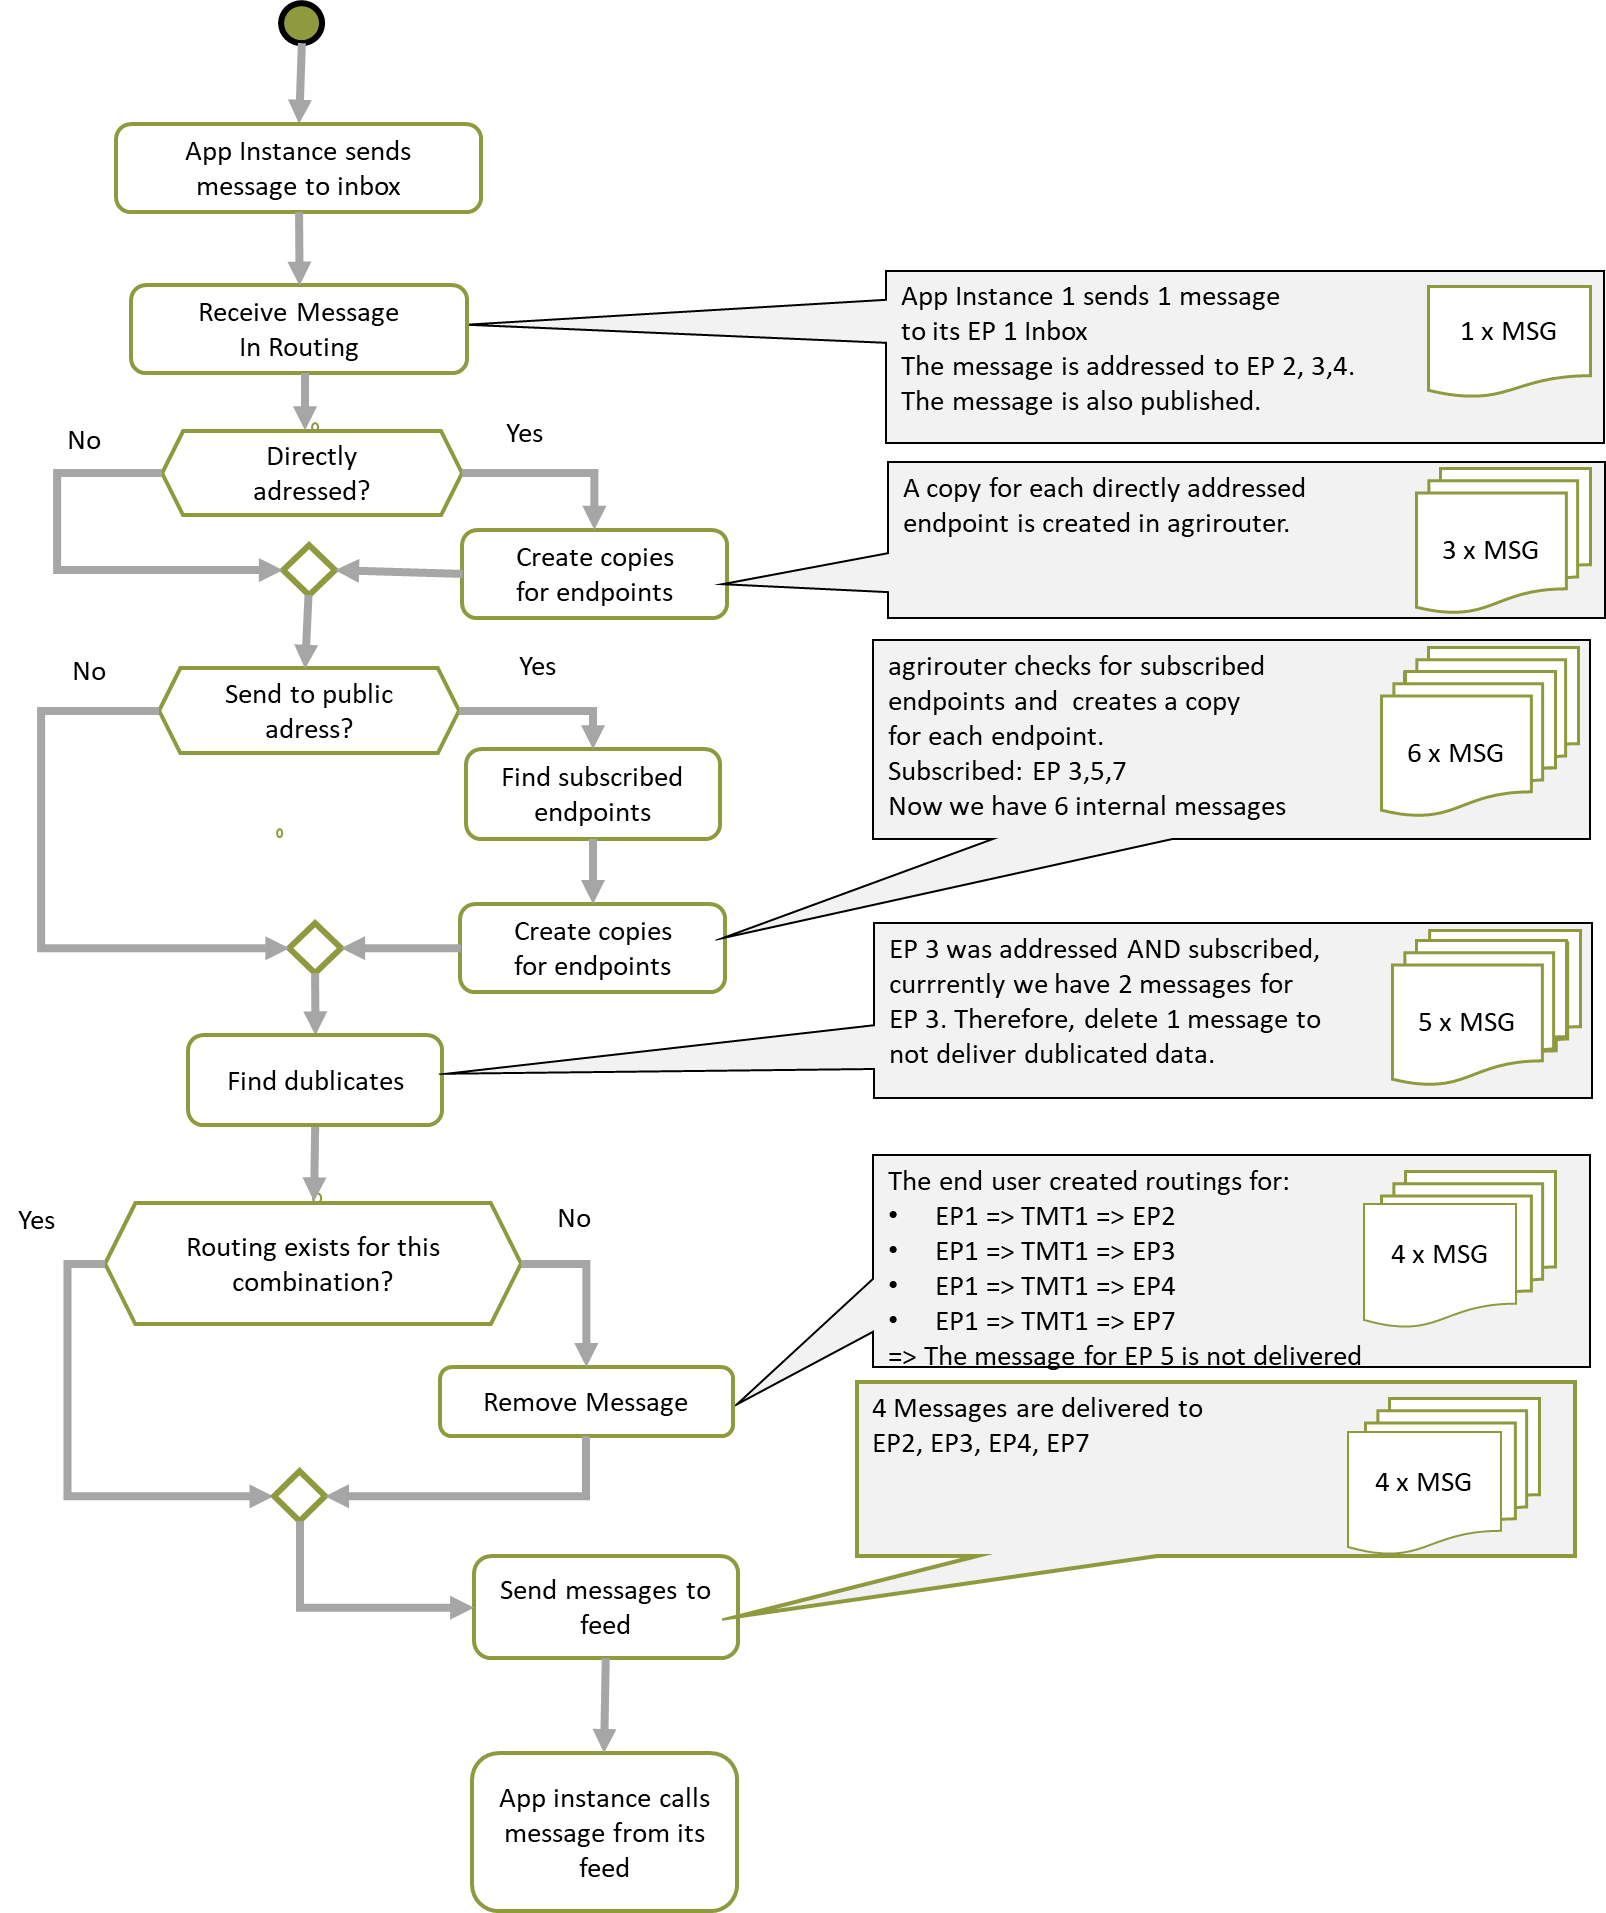 App Instance sends
message to inbox
Receive Message
In Routing
App Instance 1 sends 1 message
to its EP 1 Inbox
The message is addressed to EP 2, 3,4.
The message is also published.
1 x MSG
No
Yes
Directly
adressed?
A copy for each directly addressed
endpoint is created in agrirouter.
3 x MSG
Create copies
for endpoints
No
Yes
Send to public
adress?
agrirouter checks for subscribed
endpoints and creates a copy
for each endpoint.
Subscribed: EP 3,5,7
Now we have 6 internal messages
6 x MSG
Find subscribed
endpoints
Create copies
for endpoints
EP 3 was addressed AND subscribed,
currrently we have 2 messages for
EP 3. Therefore, delete 1 message to
not deliver dublicated data.
5 x MSG
Find dublicates
Yes
No
Routing exists for this
combination?
The end user created routings for:
• EP1 => TMT1 => EP2
• EP1 => TMT1 => EP3
• EP1 => TMT1 => EP4
• EP1 => TMT1 => EP7
=> The message for EP 5 is not delivered
4 x MSG
Remove Message
4 Messages are delivered to
EP2, EP3, EP4, EP7
4 x MSG
Send messages to
feed
App instance calls
message from its
feed